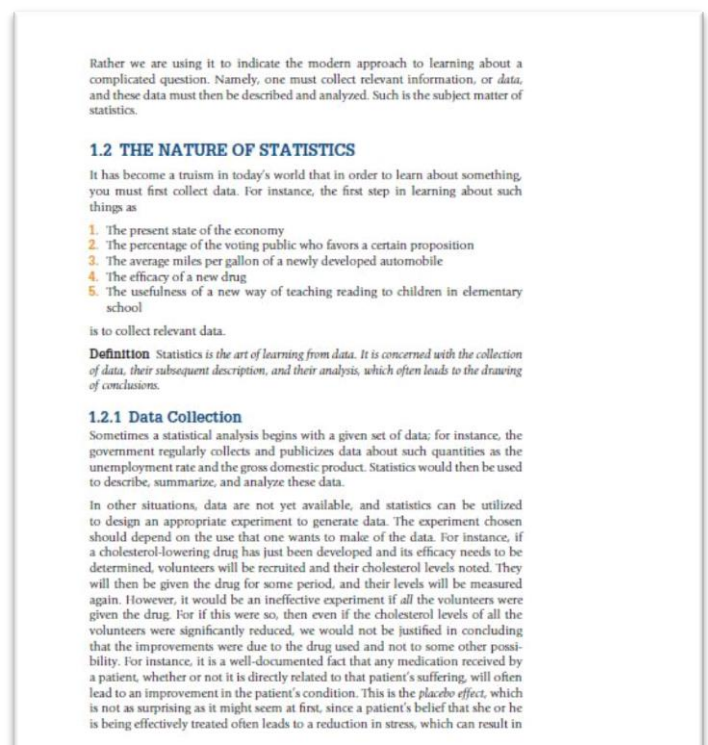 Rather we are using it to indicate the modern approach to learning about a
complicated question. Namely, one must collect relevant information, or data,
and these data must then be described and analyzed. Such is the subject matter of
statistics.
1.2 THE NATURE OF STATISTICS
It has become a truism in today's world that in order to learn about something,
you must first collect data. For instance, the first step in learning about such
things as
1. The present state of the economy
2. The percentage of the voting public who favors a certain proposition
3. The average miles per gallon of a newly developed automobile
4. The efficacy of a new drug
5. The usefulness of a new way of teaching reading to children in elementary
school
is to collect relevant data.
Definition Statistics is the art of learning from data. It is concerned with the collection
of data, their subsequent description, and their analysis, which often leads to the drawing
of conclusions.
1.2.1 Data Collection
Sometimes a statistical analysis begins with a given set of data; for instance, the
government regularly collects and publicizes data about such quantities as the
unemployment rate and the gross domestic product. Statistics would then be used
to describe, summarize, and analyze these data.
In other situations, data are not yet available, and statistics can be utilized
to design an appropriate experiment to generate data. The experiment chosen
should depend on the use that one wants to make of the data. For instance, if
a cholesterol-lowering drug has just been developed and its efficacy needs to be
determined, volunteers will be recruited and their cholesterol levels noted. They
will then be given the drug for some period, and their levels will be measured
again. However, it would be an ineffective experiment if all the volunteers were
given the drug. For if this were so, then even if the cholesterol levels of all the
volunteers were significantly reduced, we would not be justified in concluding
that the improvements were due to the drug used and not to some other possi-
bility. For instance, it is a well-documented fact that any medication received by
a patient, whether or not it is directly related to that patient's suffering, will often
lead to an improvement in the patient's condition. This is the placebo effect, which
is not as surprising as it might seem at first, since a patient's belief that she or he
is being effectively treated often leads to a reduction in stress, which can result in